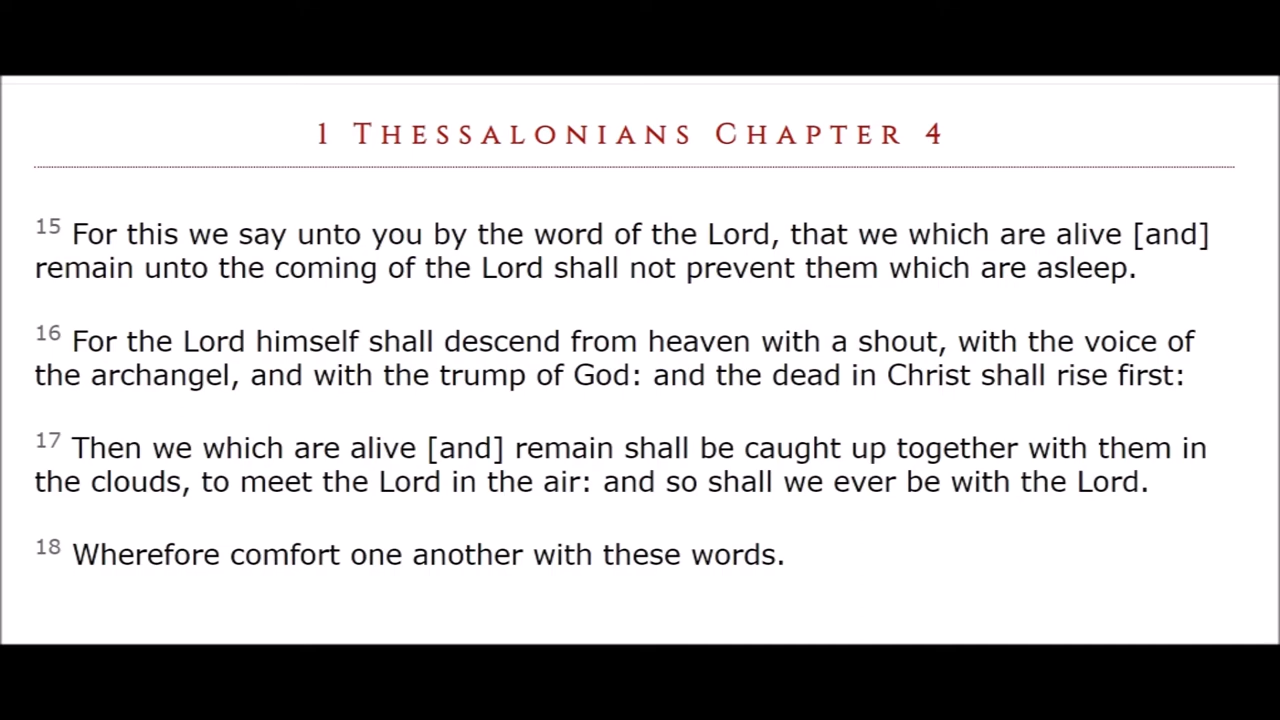 1 Thessalonians Chapter 4
15 For this we say unto you by the word of the Lord, that we which are alive [and]
remain unto the coming of the Lord shall not prevent them which are asleep.
16 For the Lord himself shall descend from heaven with a shout, with the voice of
the archangel, and with the trump of God: and the dead in Christ shall rise first:
17 Then we which are alive [and] remain shall be caught up together with them in
the clouds, to meet the Lord in the air: and so shall we ever be with the Lord.
18 Wherefore comfort one another with these words.